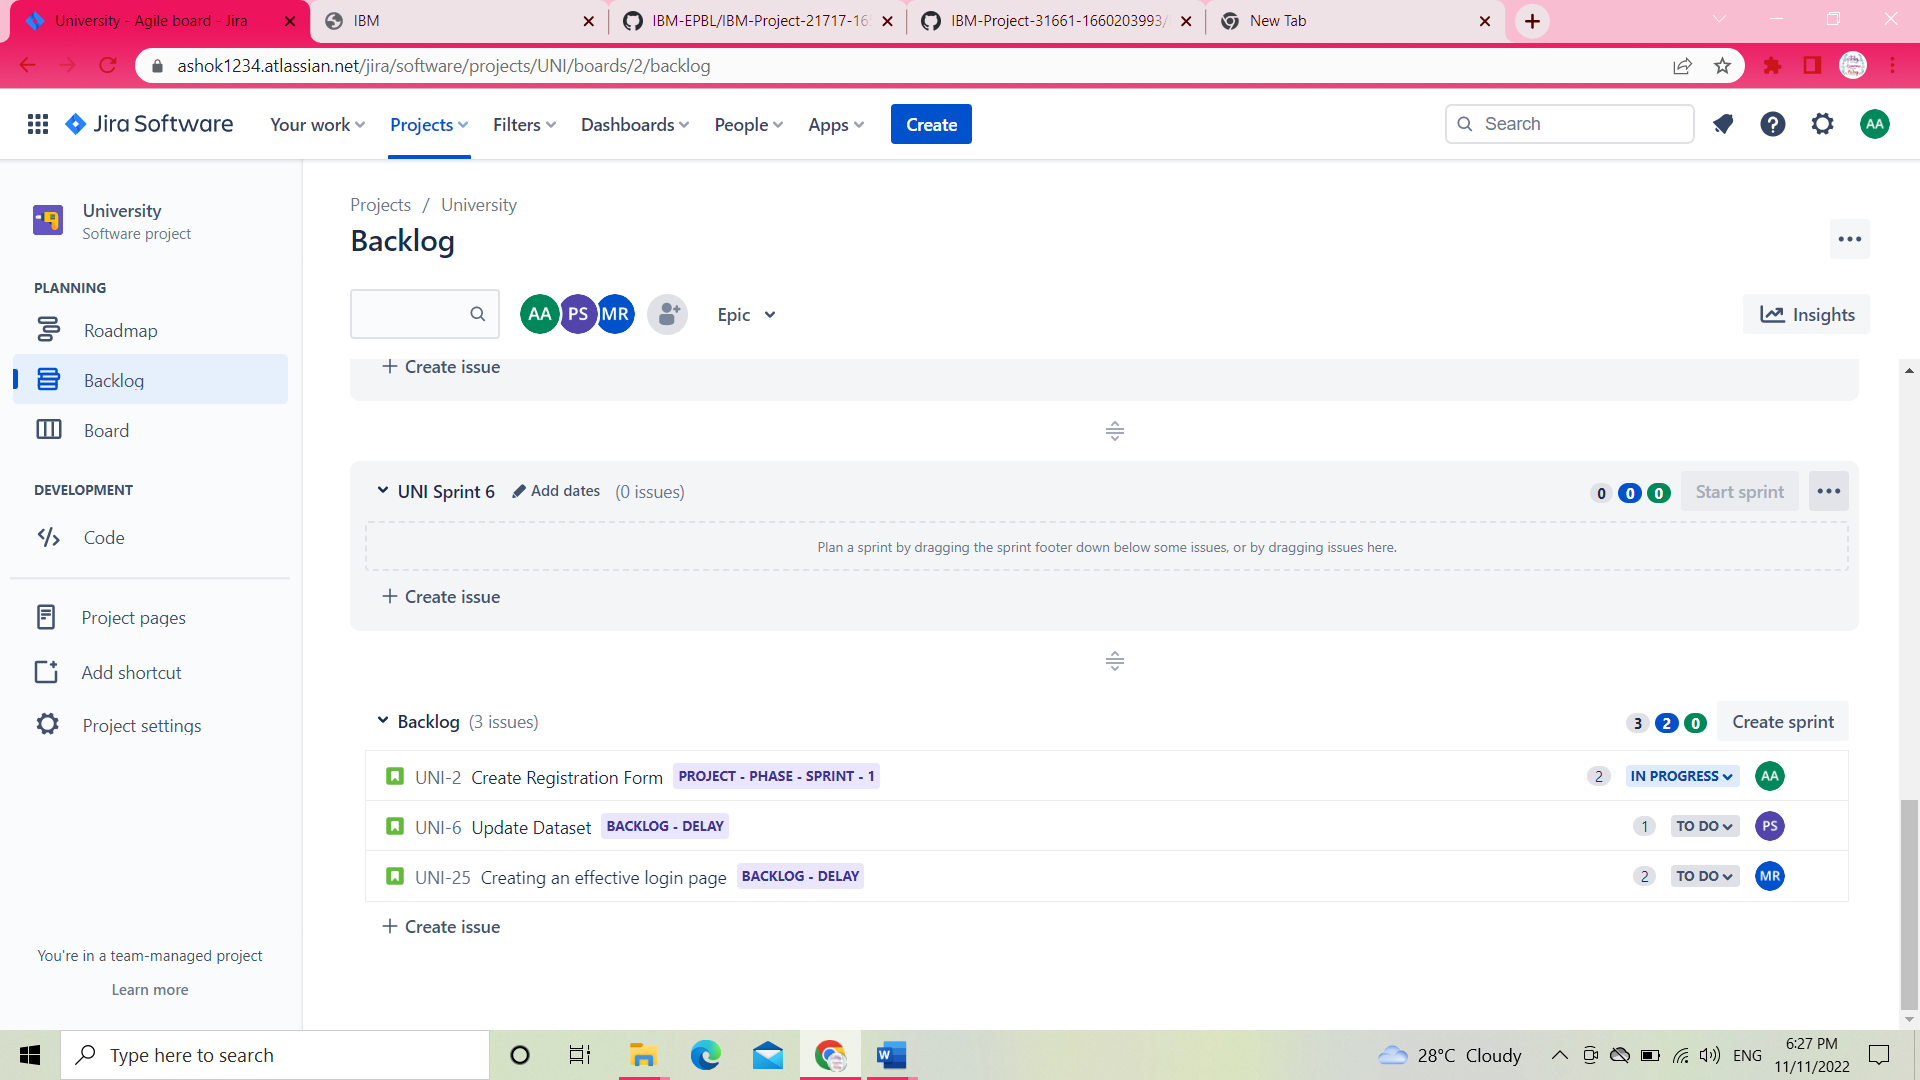 University - Agile board - Jira
IBM
IBM-EPBL/IBM-Project-21717-165
IBM-Project-31661-1660203993/
New Tab
ashok1234.atlassian.net/jira/software/projects/UNI/boards/2/backlog
Jira Software
Your work
Projects
Filters
Dashboards
People
Apps
Create
Search
AA
University
Software project
PLANNING
Roadmap
Backlog
Board
DEVELOPMENT
Code
Project pages
Add shortcut
Project settings
You're in a team-managed project
Learn more
Projects / University
Backlog
AA PS MR
Epic
Insights
Create issue
UNI Sprint 6 Add dates (0 issues)
0 0 0 Start sprint
Plan a sprint by dragging the sprint footer down below some issues, or by dragging issues here.
Create issue
Backlog (3 issues)
3 2 0 Create sprint
UNI-2 Create Registration Form PROJECT - PHASE - SPRINT - 1 2 IN PROGRESS AA
UNI-6 Update Dataset BACKLOG - DELAY 1 TO DO PS
UNI-25 Creating an effective login page BACKLOG - DELAY 2 TO DO MR
Create issue
Type here to search
28°C Cloudy
ENG
6:27 PM
11/11/2022